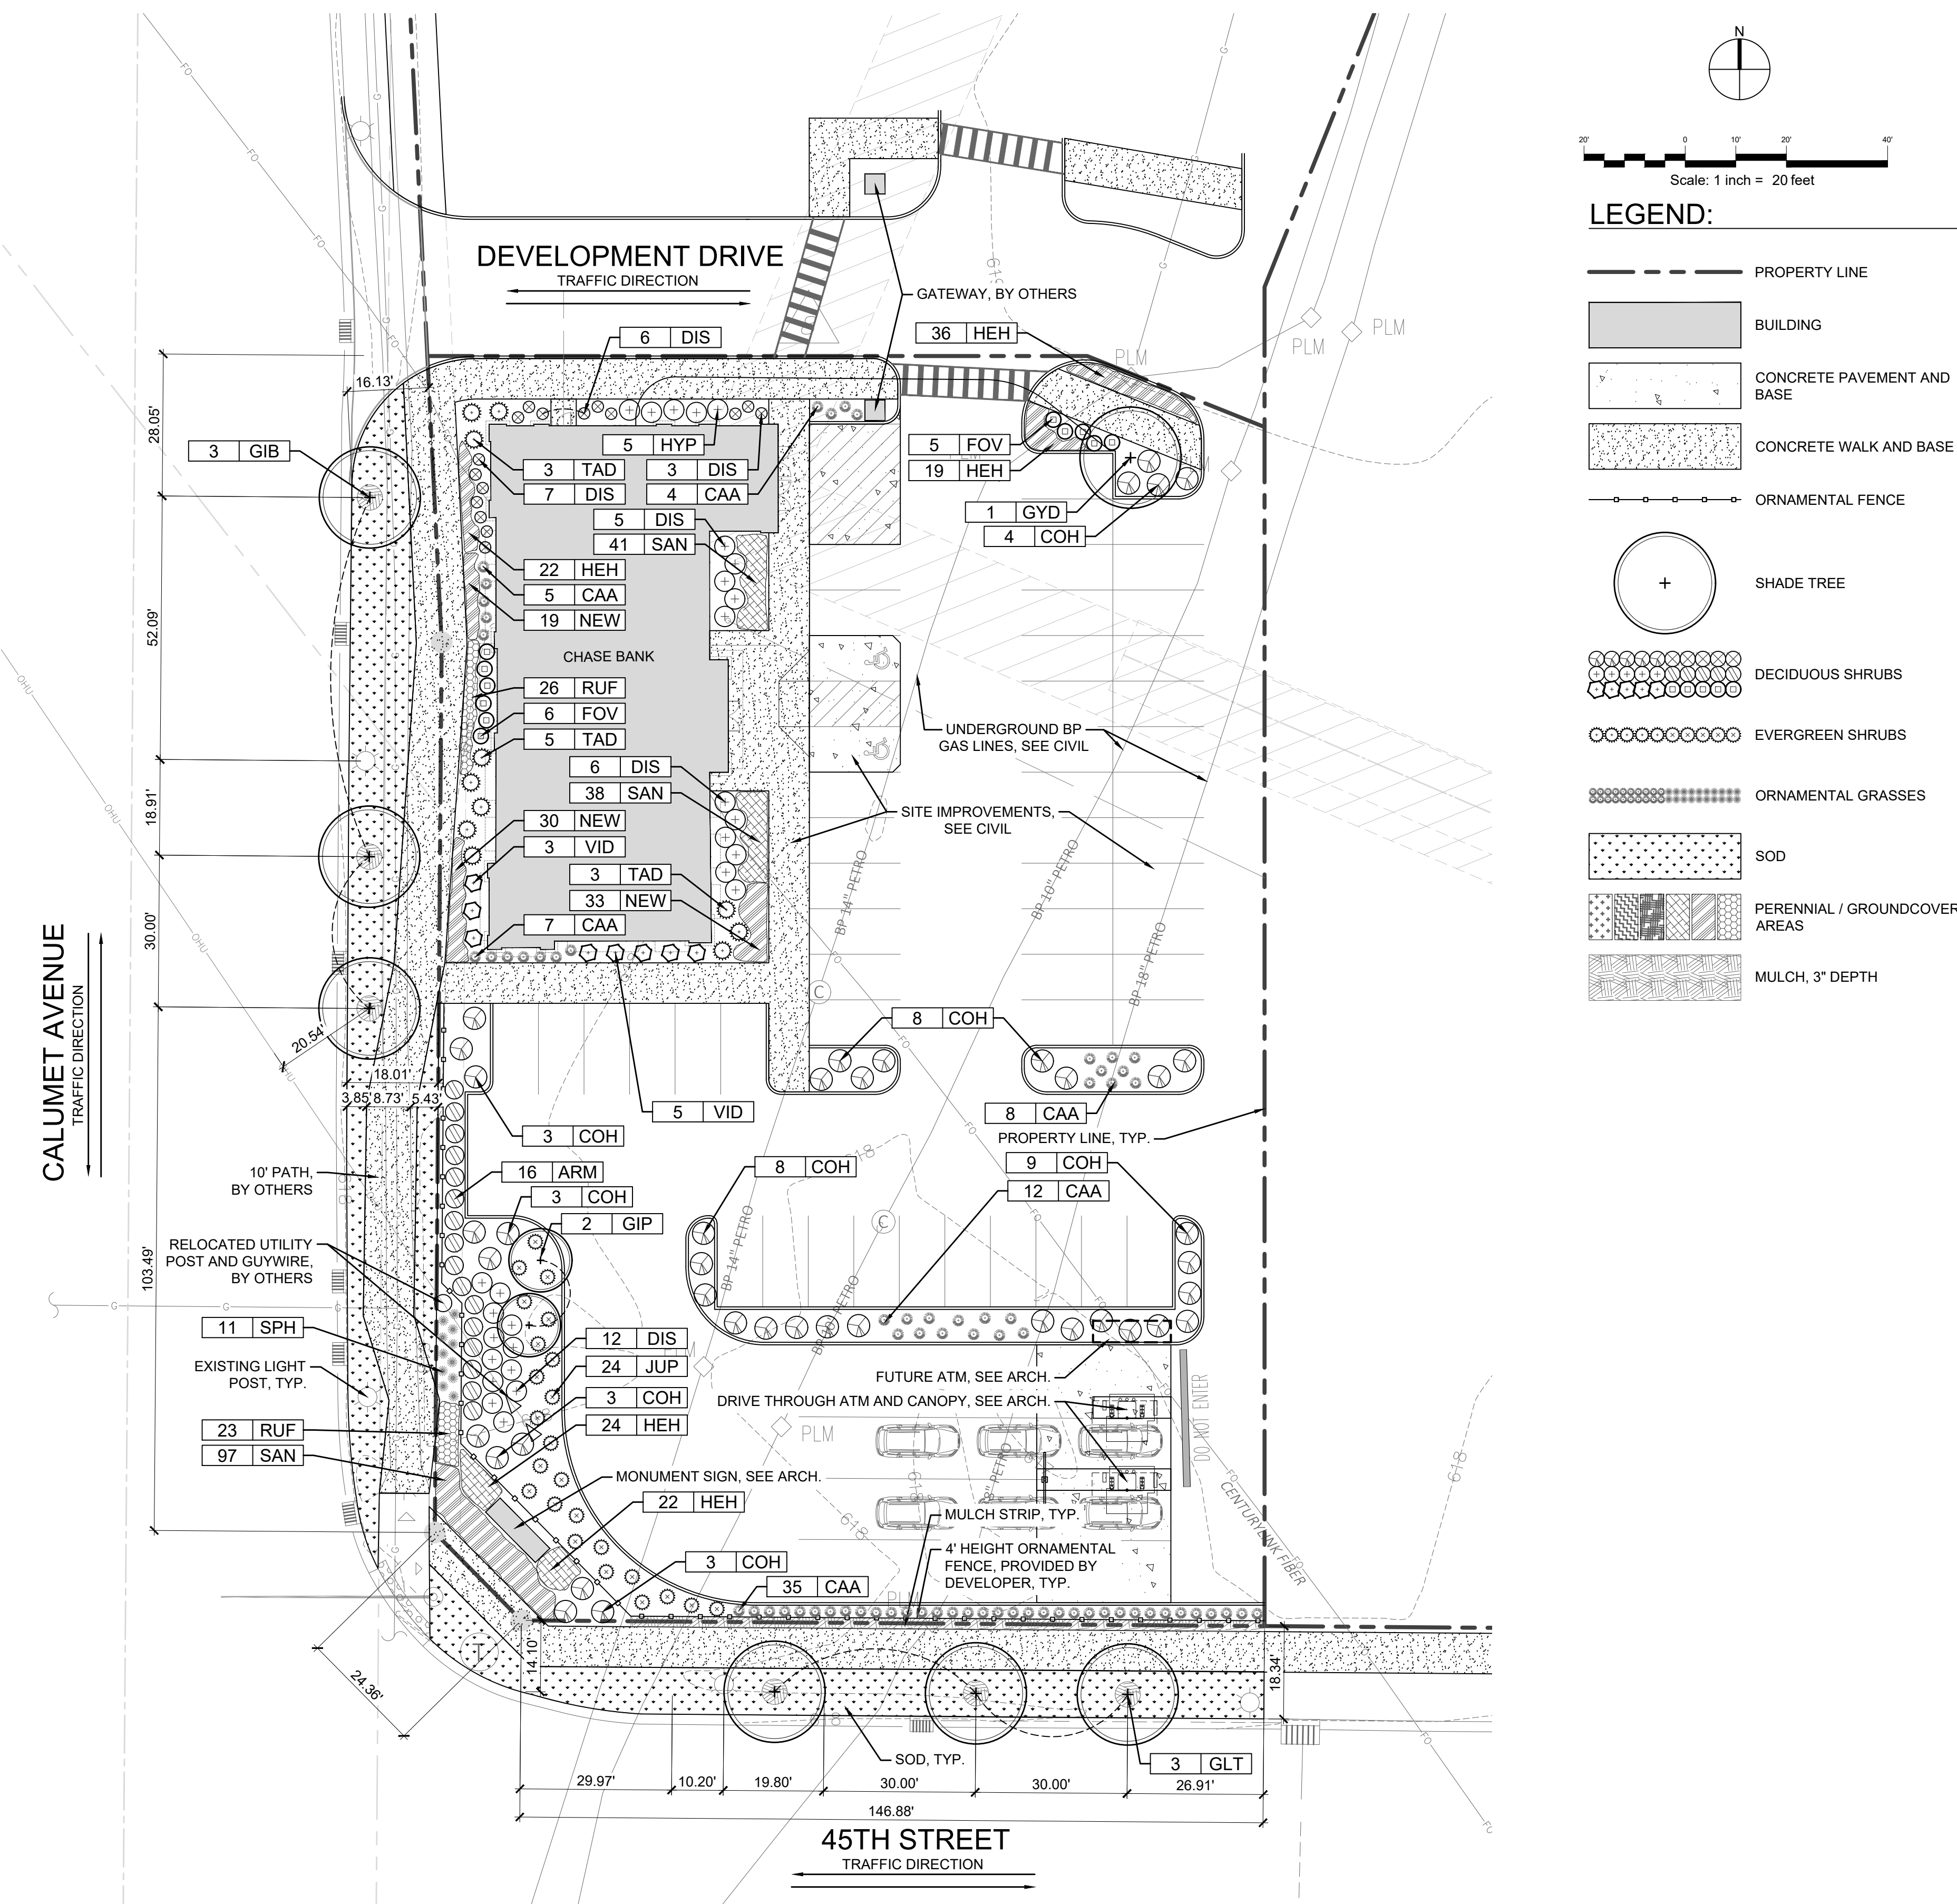 N
20'
0
10'
20'
40'
Scale: 1 inch = 20 feet
LEGEND:
PROPERTY LINE
BUILDING
CONCRETE PAVEMENT AND
BASE
CONCRETE WALK AND BASE
ORNAMENTAL FENCE
SHADE TREE
DECIDUOUS SHRUBS
EVERGREEN SHRUBS
ORNAMENTAL GRASSES
SOD
PERENNIAL / GROUNDCOVER
AREAS
MULCH, 3" DEPTH
DEVELOPMENT DRIVE
TRAFFIC DIRECTION
GATEWAY, BY OTHERS
6 DIS
36 HEH
PLM
PLM
PLM
16.13'
28.05'
3 GIB
5 HYP
3 TAD
3 DIS
7 DIS
4 CAA
5 FOV
19 HEH
1 GYD
4 COH
5 DIS
41 SAN
22 HEH
5 CAA
19 NEW
52.09'
CHASE BANK
26 RUF
6 FOV
5 TAD
UNDERGROUND BP
GAS LINES, SEE CIVIL
6 DIS
38 SAN
SITE IMPROVEMENTS,
SEE CIVIL
18.91'
30 NEW
3 VID
3 TAD
33 NEW
7 CAA
30.00'
BP 14" PETRO
BP 10" PETRO
BP 18" PETRO
C
CALUMET AVENUE
TRAFFIC DIRECTION
20.54'
18.01'
3.85'
8.73'
5.43'
8 COH
5 VID
8 CAA
3 COH
PROPERTY LINE, TYP.
10' PATH,
BY OTHERS
16 ARM
3 COH
2 GIP
8 COH
618
9 COH
12 CAA
C
BP 14" PETRO
RELOCATED UTILITY
POST AND GUYWIRE,
BY OTHERS
103.49'
11 SPH
12 DIS
24 JUP
EXISTING LIGHT
POST, TYP.
3 COH
24 HEH
23 RUF
97 SAN
FUTURE ATM, SEE ARCH.
DRIVE THROUGH ATM AND CANOPY, SEE ARCH.
DO NOT ENTER
PLM
MONUMENT SIGN, SEE ARCH.
22 HEH
618
618
MULCH STRIP, TYP.
4' HEIGHT ORNAMENTAL
FENCE, PROVIDED BY
DEVELOPER, TYP.
CENTURYLINK FIBER
3 COH
35 CAA
24.36'
14.10'
18.34'
SOD, TYP.
3 GLT
29.97'
10.20'
19.80'
30.00'
30.00'
26.91'
146.88'
45TH STREET
TRAFFIC DIRECTION